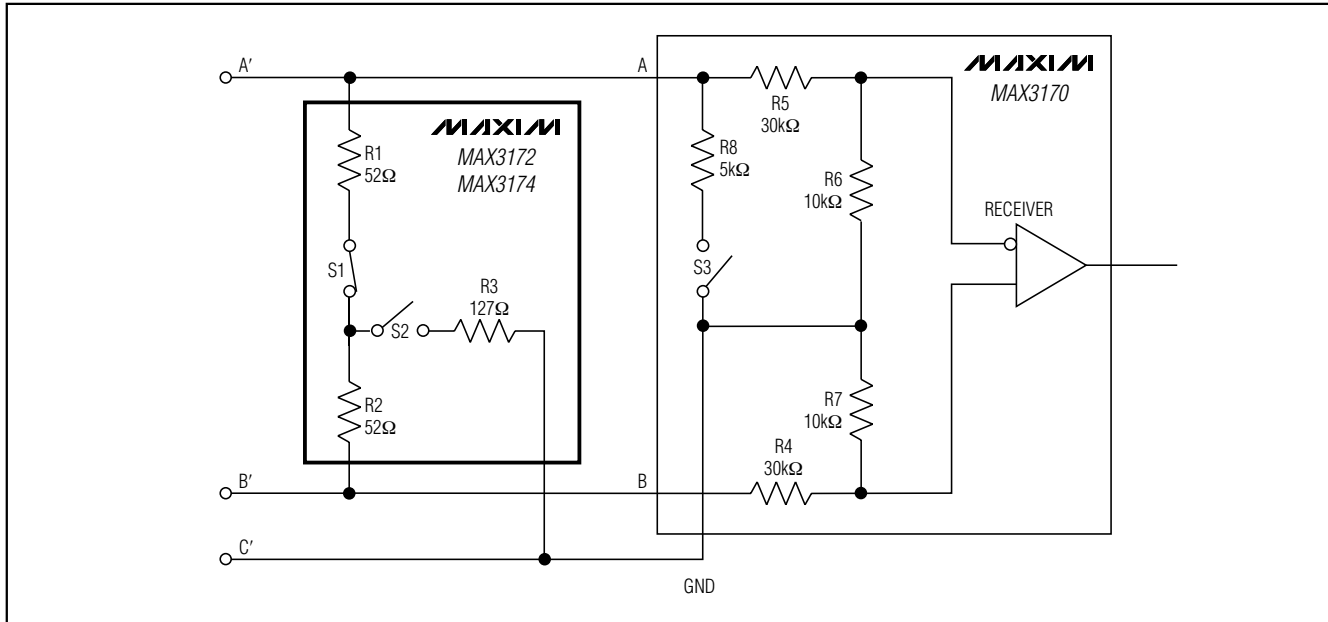 A′
A
MAXIM
MAX3170
R5
30kΩ
MAXIM
MAX3172
MAX3174
R1
52Ω
R8
5kΩ
R6
10kΩ
RECEIVER
S1
S3
R3
127Ω
S2
R2
52Ω
R7
10kΩ
R4
30kΩ
B′
B
C′
GND